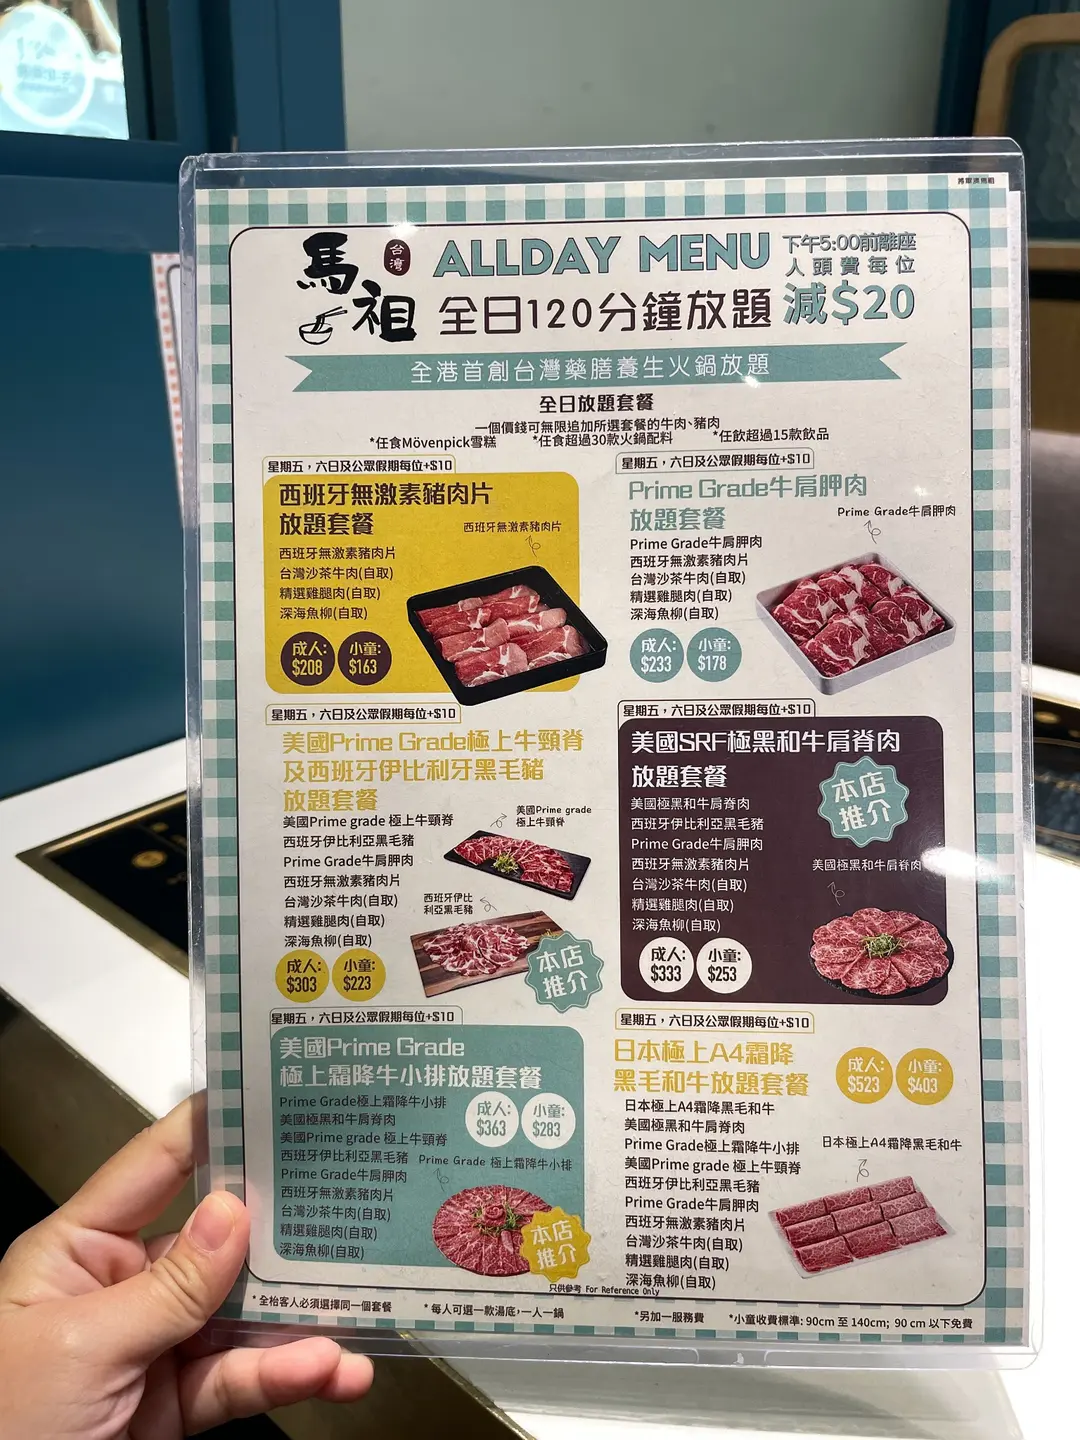 馬祖
台灣
ALLDAY MENU
全日120分鐘放題
下午5:00前離座
人頭費每位
減$20
全港首創台灣藥膳養生火鍋放題
全日放題套餐
一個價錢可無限追加所選套餐的牛肉、豬肉
*任食Mövenpick雪糕 *任食超過30款火鍋配料 *任飲超過15款飲品
星期五，六日及公眾假期每位+$10
西班牙無激素豬肉片
放題套餐
西班牙無激素豬肉片
西班牙無激素豬肉片
台灣沙茶牛肉(自取)
精選雞腿肉(自取)
深海魚柳(自取)
成人: $208
小童: $163
星期五，六日及公眾假期每位+$10
Prime Grade牛肩胛肉
放題套餐
Prime Grade牛肩胛肉
Prime Grade牛肩胛肉
西班牙無激素豬肉片
台灣沙茶牛肉(自取)
精選雞腿肉(自取)
深海魚柳(自取)
成人: $233
小童: $178
星期五，六日及公眾假期每位+$10
美國Prime Grade極上牛頸脊
及西班牙伊比利牙黑毛豬
放題套餐
美國Prime grade 極上牛頸脊
西班牙伊比利亞黑毛豬
Prime Grade牛肩胛肉
西班牙無激素豬肉片
台灣沙茶牛肉(自取)
精選雞腿肉(自取)
深海魚柳(自取)
美國Prime grade
極上牛頸脊
西班牙伊比
利亞黑毛豬
本店
推介
成人: $303
小童: $223
星期五，六日及公眾假期每位+$10
美國SRF極黑和牛肩脊肉
放題套餐
美國極黑和牛肩脊肉
西班牙伊比利亞黑毛豬
Prime Grade牛肩胛肉
西班牙無激素豬肉片
台灣沙茶牛肉(自取)
精選雞腿肉(自取)
深海魚柳(自取)
本店
推介
美國極黑和牛肩脊肉
成人: $333
小童: $253
星期五，六日及公眾假期每位+$10
美國Prime Grade
極上霜降牛小排放題套餐
Prime Grade極上霜降牛小排
美國極黑和牛肩脊肉
美國Prime grade 極上牛頸脊
西班牙伊比利亞黑毛豬
Prime Grade牛肩胛肉
西班牙無激素豬肉片
台灣沙茶牛肉(自取)
精選雞腿肉(自取)
深海魚柳(自取)
成人: $363
小童: $283
Prime Grade 極上霜降牛小排
本店
推介
星期五，六日及公眾假期每位+$10
日本極上A4霜降
黑毛和牛放題套餐
成人: $523
小童: $403
日本極上A4霜降黑毛和牛
美國極黑和牛肩脊肉
Prime Grade極上霜降牛小排
美國Prime grade 極上牛頸脊
西班牙伊比利亞黑毛豬
Prime Grade牛肩胛肉
西班牙無激素豬肉片
台灣沙茶牛肉(自取)
精選雞腿肉(自取)
深海魚柳(自取)
日本極上A4霜降黑毛和牛
只供參考 For Reference Only
*全枱客人必須選擇同一個套餐 *每人可選一款湯底，一人一鍋 *另加一服務費 *小童收費標準: 90cm 至 140cm; 90 cm 以下免費